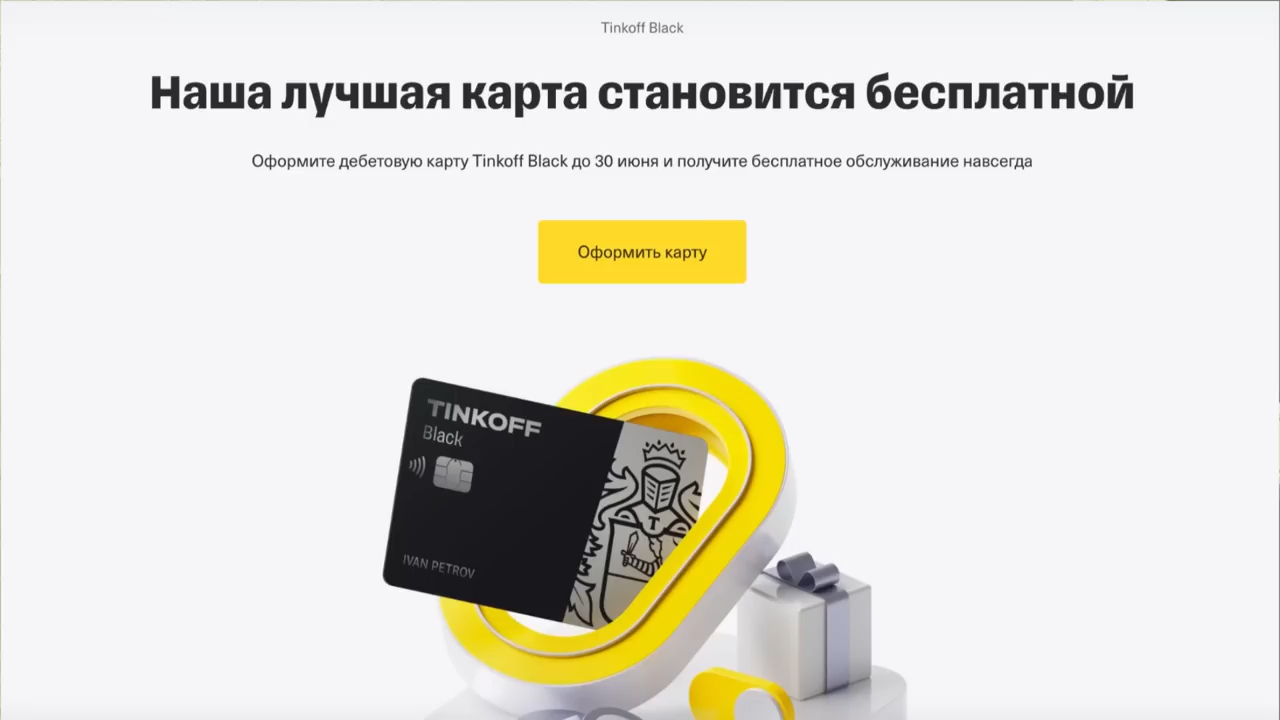 Tinkoff Black
Наша лучшая карта становится бесплатной
Оформите дебетовую карту Tinkoff Black до 30 июня и получите бесплатное обслуживание навсегда
Оформить карту
TINKOFF
Black
T
IVAN PETROV